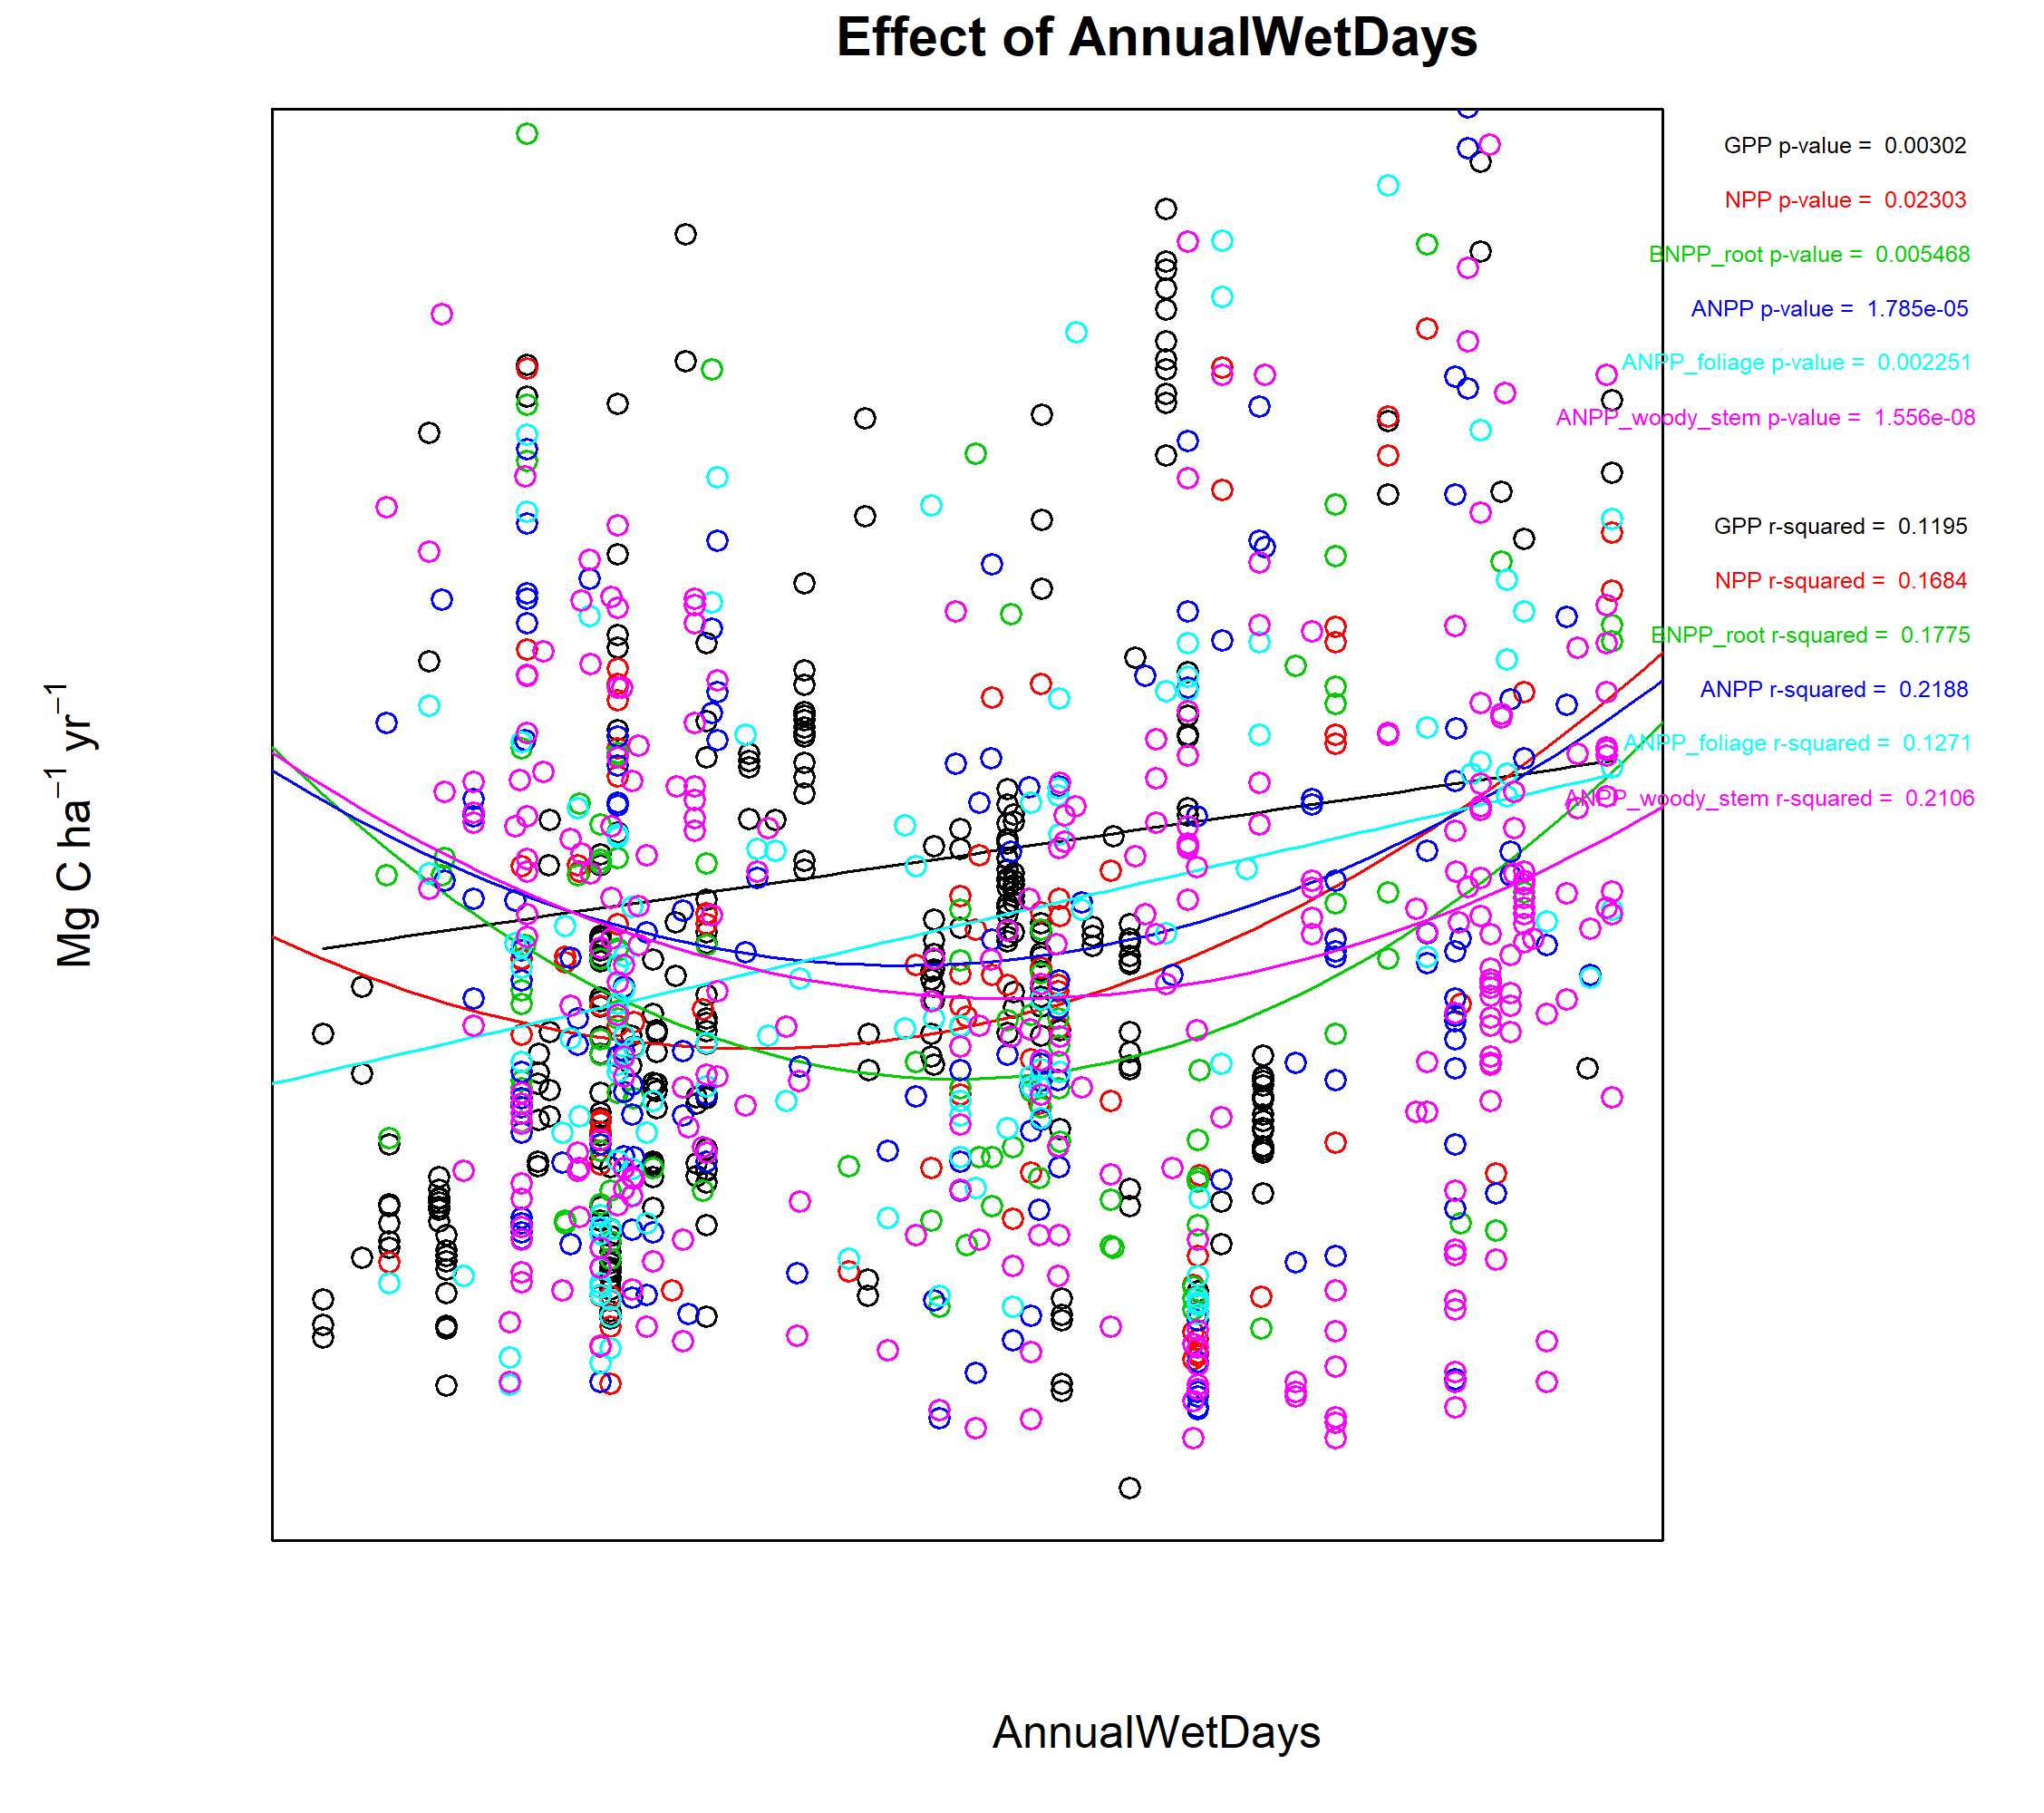 Effect of AnnualWetDays
GPP p-value = 0.00302
NPP p-value = 0.02303
BNPP_root p-value = 0.005468
ANPP p-value = 1.785e-05
ANPP_foliage p-value = 0.002251
ANPP_woody_stem p-value = 1.556e-08
GPP r-squared = 0.1195
NPP r-squared = 0.1684
BNPP_root r-squared = 0.1775
ANPP r-squared = 0.2188
ANPP_foliage r-squared = 0.1271
ANPP_woody_stem r-squared = 0.2106
Mg C ha⁻¹ yr⁻¹
AnnualWetDays